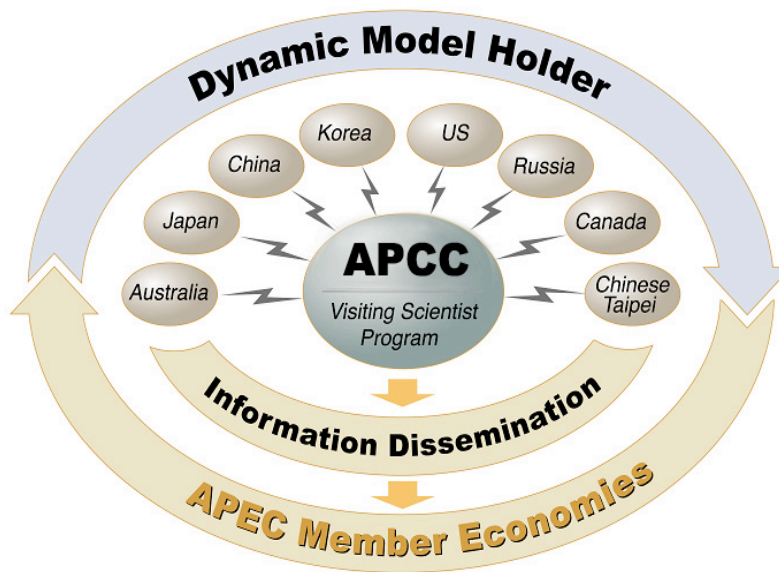 Dynamic Model Holder
Korea
US
China
Russia
Japan
Canada
Australia
Chinese
Taipei
APCC
Visiting Scientist
Program
Information Dissemination
APEC Member Economies